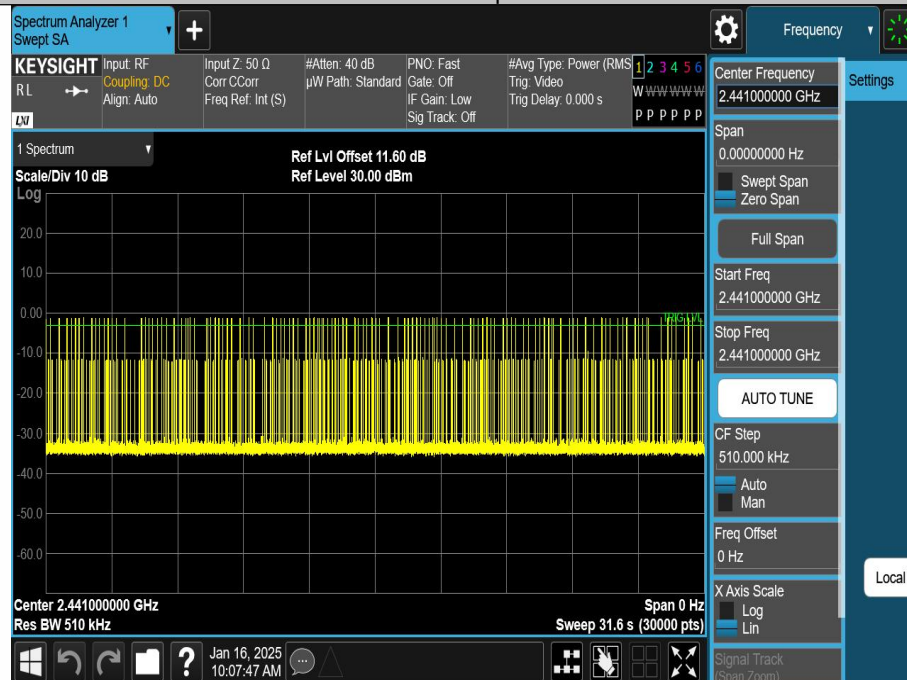 Spectrum Analyzer 1
Swept SA
+
Frequency
KEYSIGHT
RL
LXI
Input: RF
Coupling: DC
Align: Auto
Input Z: 50 Ω
Corr CCorr
Freq Ref: Int (S)
#Atten: 40 dB
µW Path: Standard
PNO: Fast
Gate: Off
IF Gain: Low
Sig Track: Off
#Avg Type: Power (RMS
Trig: Video
Trig Delay: 0.000 s
1 2 3 4 5 6
W W W W W W
P P P P P P
Center Frequency
2.441000000 GHz
Settings
Span
0.00000000 Hz
Swept Span
Zero Span
Full Span
Start Freq
2.441000000 GHz
Stop Freq
2.441000000 GHz
AUTO TUNE
CF Step
510.000 kHz
Auto
Man
Freq Offset
0 Hz
X Axis Scale
Log
Lin
Signal Track
(Span Zoom)
Local
1 Spectrum
Scale/Div 10 dB
Ref Lvl Offset 11.60 dB
Ref Level 30.00 dBm
Log
20.0
10.0
0.00
TRIG LVL
-10.0
-20.0
-30.0
-40.0
-50.0
-60.0
Center 2.441000000 GHz
Span 0 Hz
Res BW 510 kHz
Sweep 31.6 s (30000 pts)
?
Jan 16, 2025
10:07:47 AM